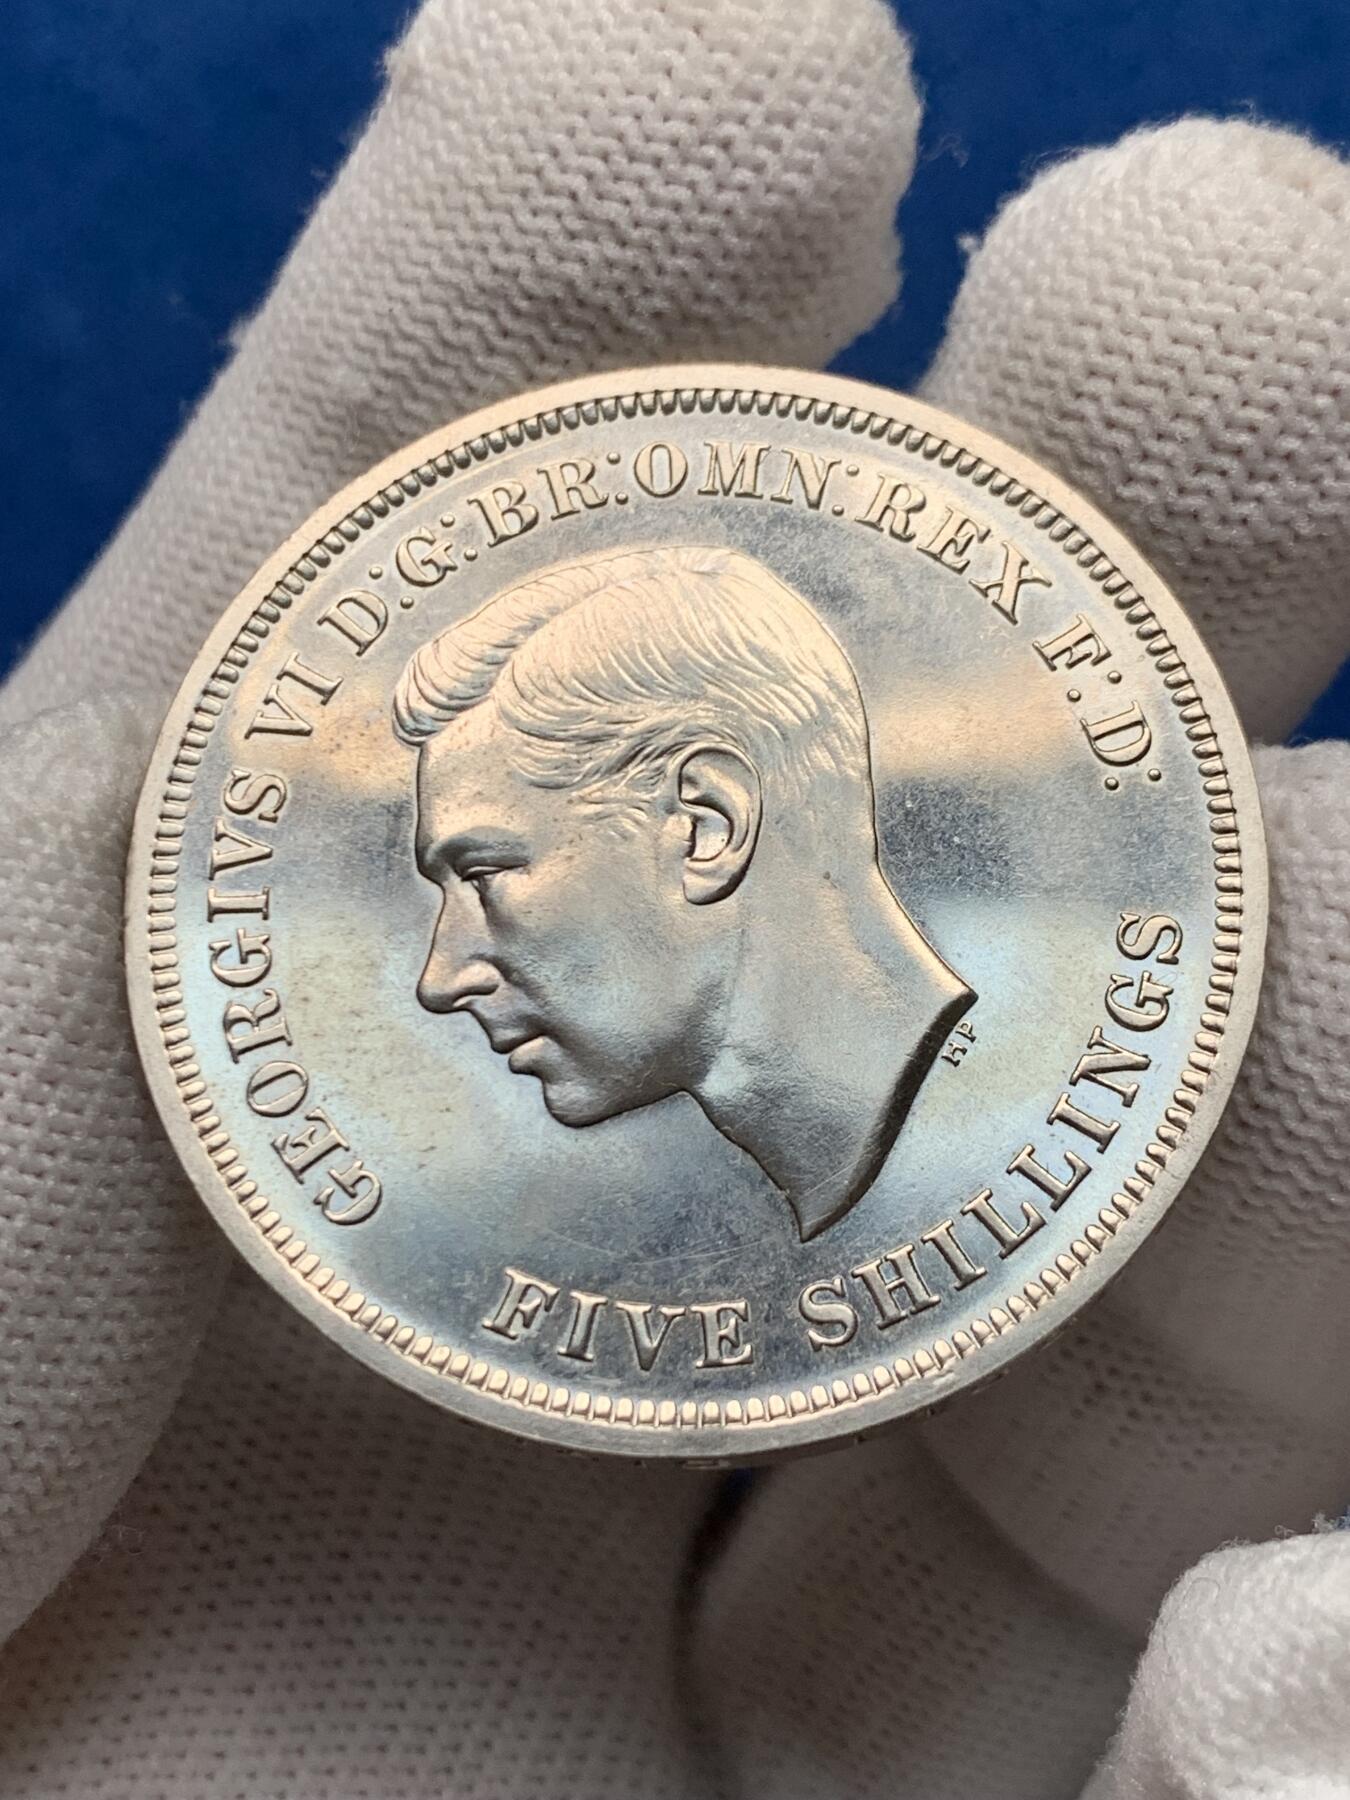 GEORGIVS VI D:G:BR:OMN:REX F:D:
HP
FIVE SHILLINGS